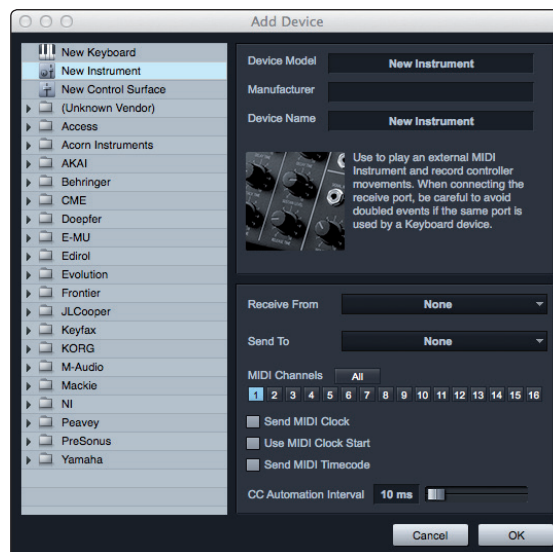 Add Device
New Keyboard
New Instrument
New Control Surface
(Unknown Vendor)
Access
Acorn Instruments
AKAI
Behringer
CME
Doepfer
E-MU
Edirol
Evolution
Frontier
JLCooper
Keyfax
KORG
M-Audio
Mackie
NI
Peavey
PreSonus
Yamaha
Device Model New Instrument
Manufacturer
Device Name New Instrument
Use to play an external MIDI
Instrument and record controller
movements. When connecting the
receive port, be careful to avoid
doubled events if the same port is
used by a Keyboard device.
Receive From None
Send To None
MIDI Channels All
1 2 3 4 5 6 7 8 9 10 11 12 13 14 15 16
Send MIDI Clock
Use MIDI Clock Start
Send MIDI Timecode
CC Automation Interval 10 ms
Cancel OK